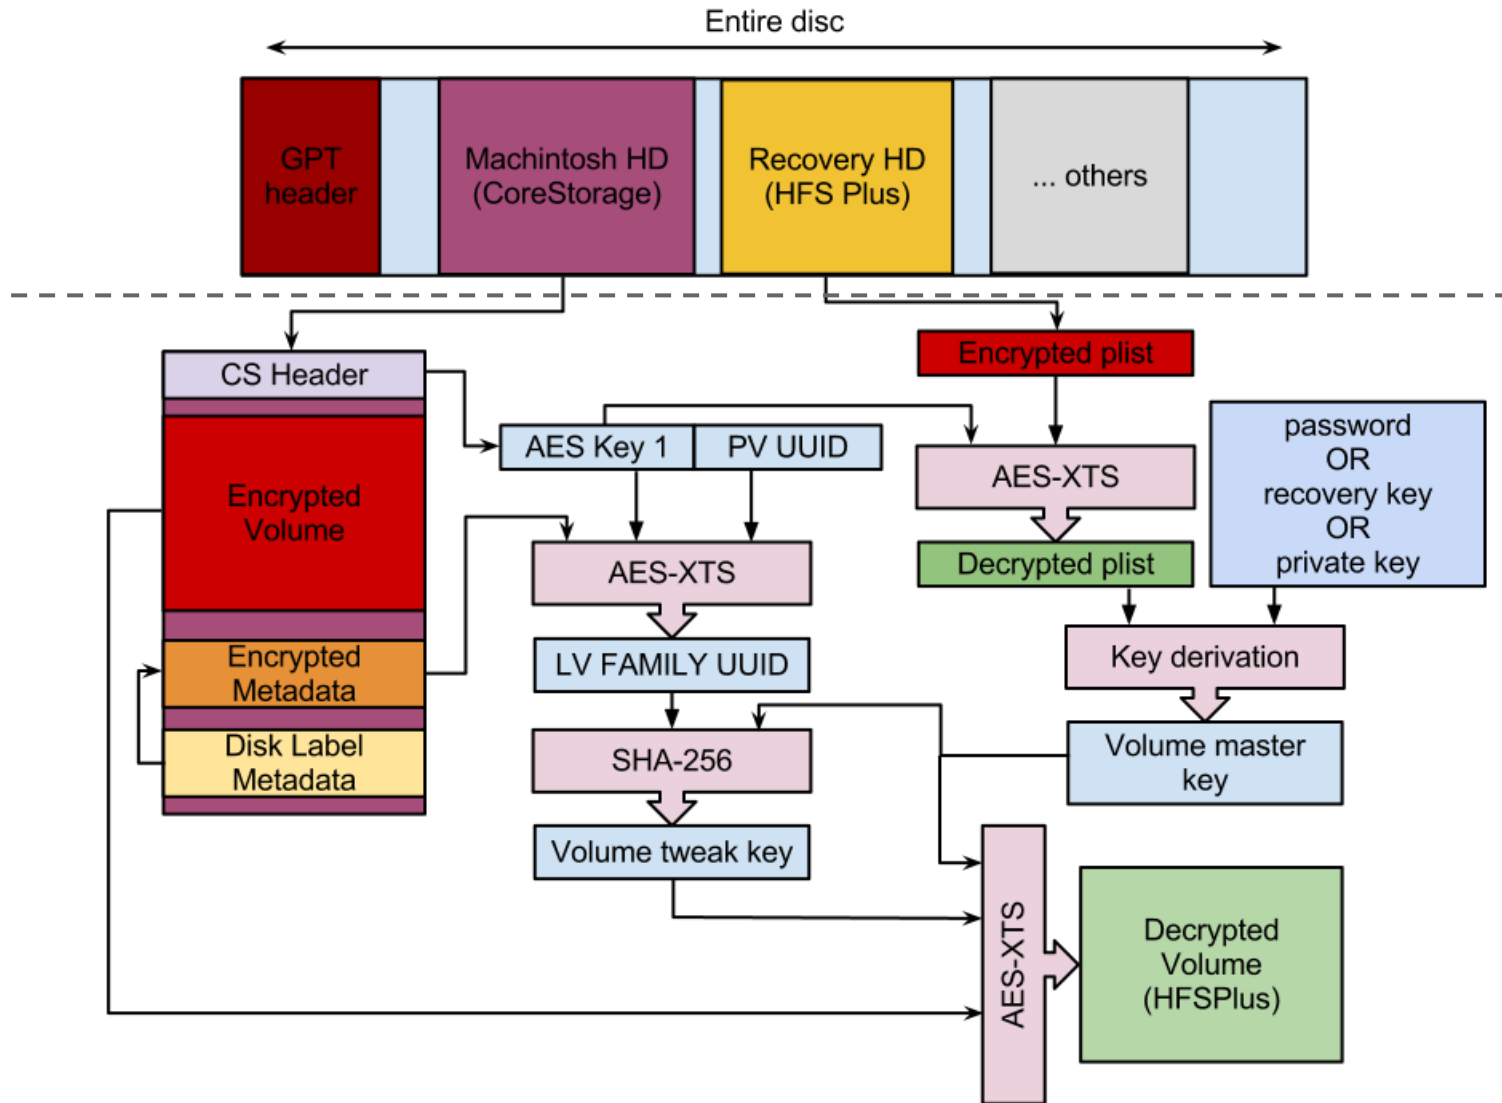 Entire disc
GPT
header
Machintosh HD
(CoreStorage)
Recovery HD
(HFS Plus)
... others
CS Header
Encrypted
Volume
Encrypted
Metadata
Disk Label
Metadata
AES Key 1
PV UUID
AES-XTS
LV FAMILY UUID
SHA-256
Volume tweak key
Encrypted plist
AES-XTS
Decrypted plist
password
OR
recovery key
OR
private key
Key derivation
Volume master
key
AES-XTS
Decrypted
Volume
(HFSPlus)